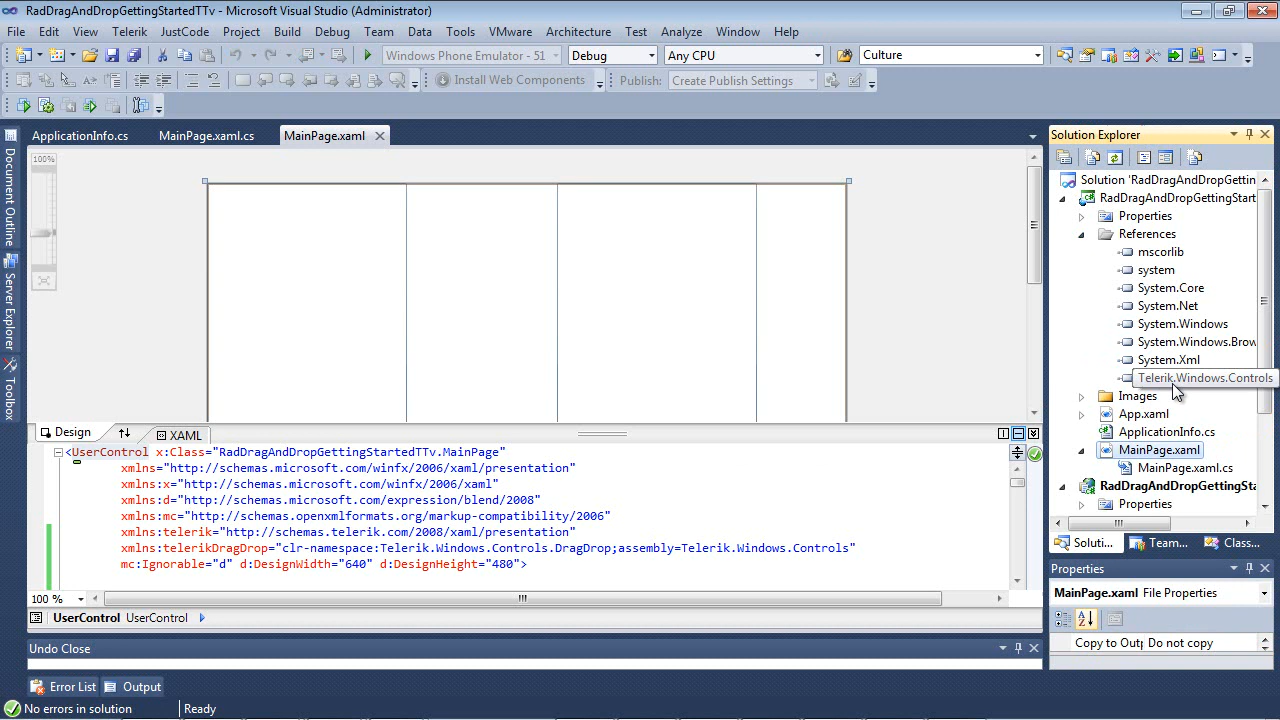 RadDragAndDropGettingStartedTTv - Microsoft Visual Studio (Administrator)
File Edit View Telerik JustCode Project Build Debug Team Data Tools VMware Architecture Test Analyze Window Help
Windows Phone Emulator - 51 Debug Any CPU Culture
Install Web Components Publish: Create Publish Settings
ApplicationInfo.cs MainPage.xaml.cs MainPage.xaml
Document Outline
Server Explorer
Toolbox
100%
Design XAML
<UserControl x:Class="RadDragAndDropGettingStartedTTv.MainPage"
xmlns="http://schemas.microsoft.com/winfx/2006/xaml/presentation"
xmlns:x="http://schemas.microsoft.com/winfx/2006/xaml"
xmlns:d="http://schemas.microsoft.com/expression/blend/2008"
xmlns:mc="http://schemas.openxmlformats.org/markup-compatibility/2006"
xmlns:telerik="http://schemas.telerik.com/2008/xaml/presentation"
xmlns:telerikDragDrop="clr-namespace:Telerik.Windows.Controls.DragDrop;assembly=Telerik.Windows.Controls"
mc:Ignorable="d" d:DesignWidth="640" d:DesignHeight="480">
100 %
UserControl UserControl
Undo Close
Error List Output
No errors in solution Ready
Solution Explorer
Solution 'RadDragAndDropGettin
RadDragAndDropGettingStart
Properties
References
mscorlib
system
System.Core
System.Net
System.Windows
System.Windows.Brow
System.Xml
Telerik.Windows.Controls
Images
App.xaml
ApplicationInfo.cs
MainPage.xaml
MainPage.xaml.cs
RadDragAndDropGettingSta
Properties
Soluti... Team... Class...
Properties
MainPage.xaml File Properties
Copy to Outp Do not copy